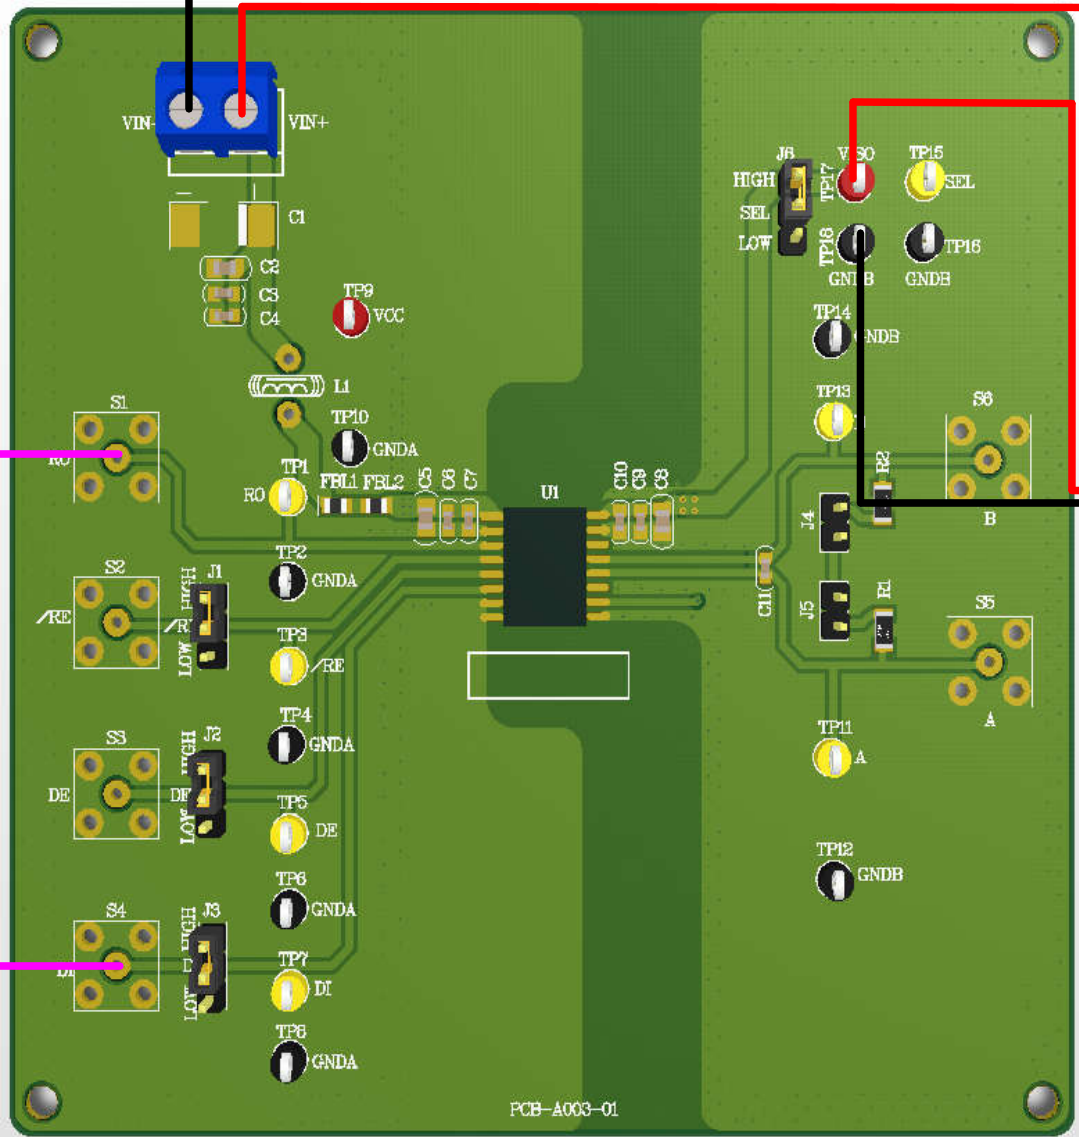 VIN-
VIN+
C1
C2
C3
C4
TP9
VCC
L1
TP10
GNDA
S1
RO
TP1
RO
FBL1
FBL2
C5
C6
C7
U1
C10
C9
C8
TP2
GNDA
S2
/RE
J1
HIGH
LOW
TP3
/RE
TP4
GNDA
S3
DE
J2
HIGH
DE
LOW
TP5
DE
TP6
GNDA
S4
J3
HIGH
LOW
TP7
DI
TP8
GNDA
J6
HIGH
SEL
LOW
TP17
VISO
TP15
SEL
TP18
GNDB
TP16
GNDB
TP14
GNDB
TP13
S6
B
R2
J4
C11
J5
R1
S5
A
TP11
A
TP12
GNDB
PCB-A003-01